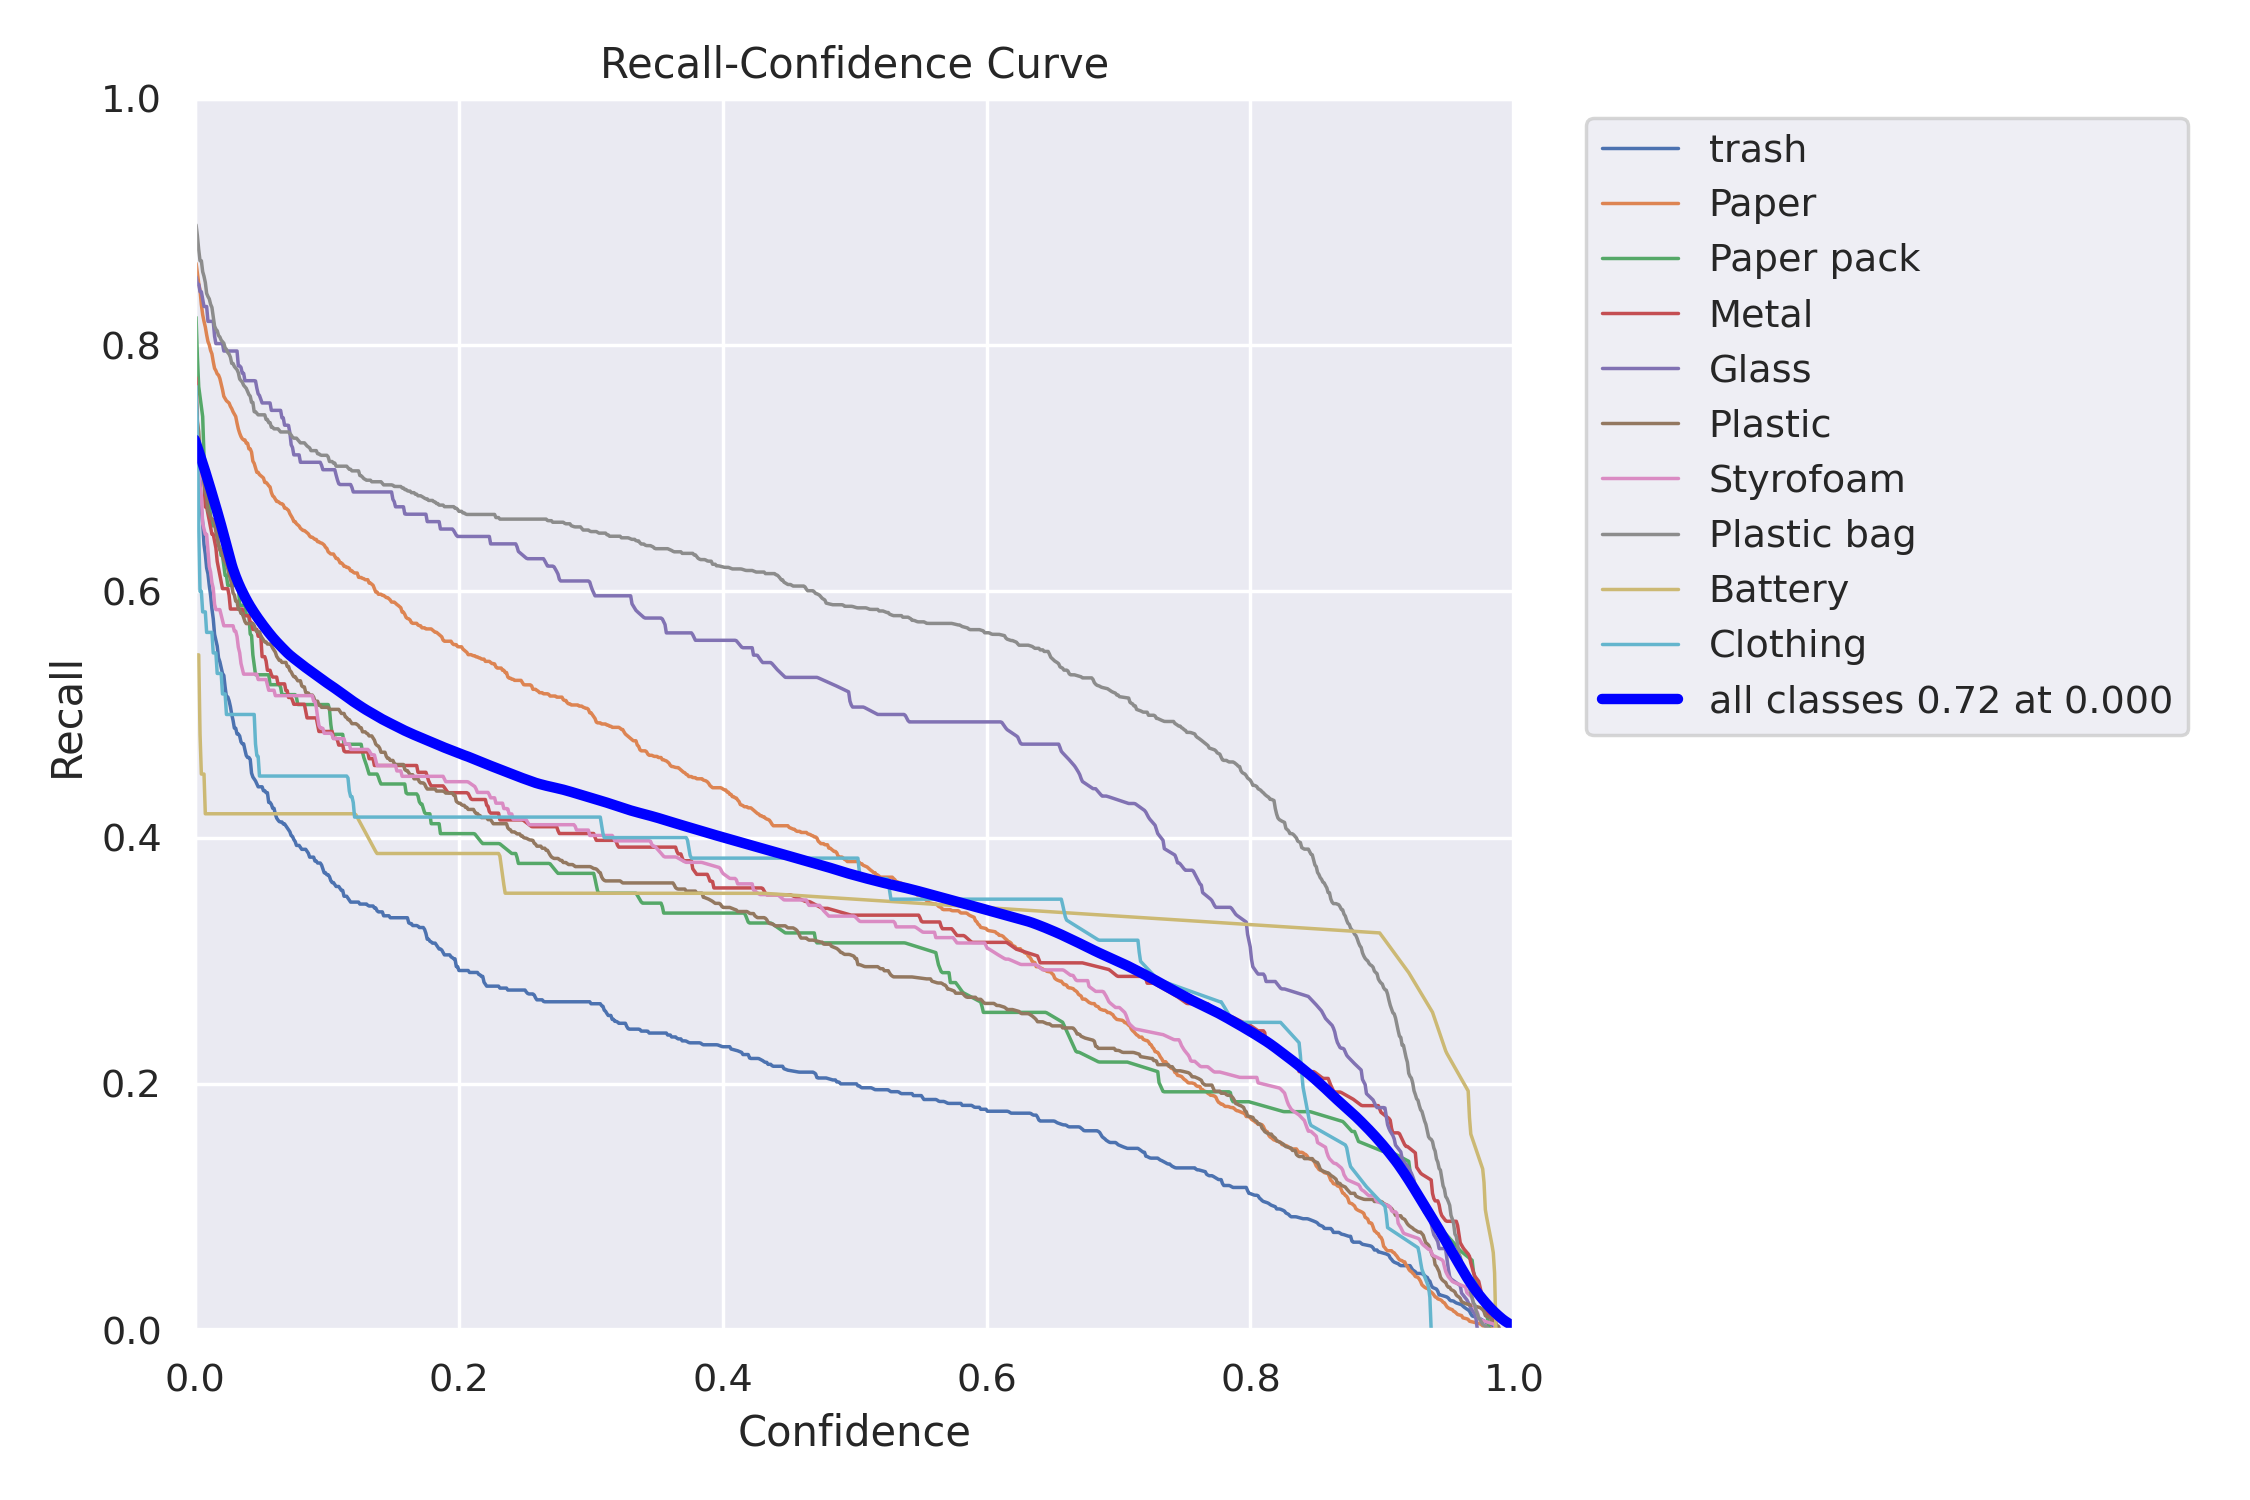 Recall-Confidence Curve
1.0
0.8
0.6
0.4
0.2
0.0
Recall
0.0 0.2 0.4 0.6 0.8 1.0
Confidence
trash
Paper
Paper pack
Metal
Glass
Plastic
Styrofoam
Plastic bag
Battery
Clothing
all classes 0.72 at 0.000